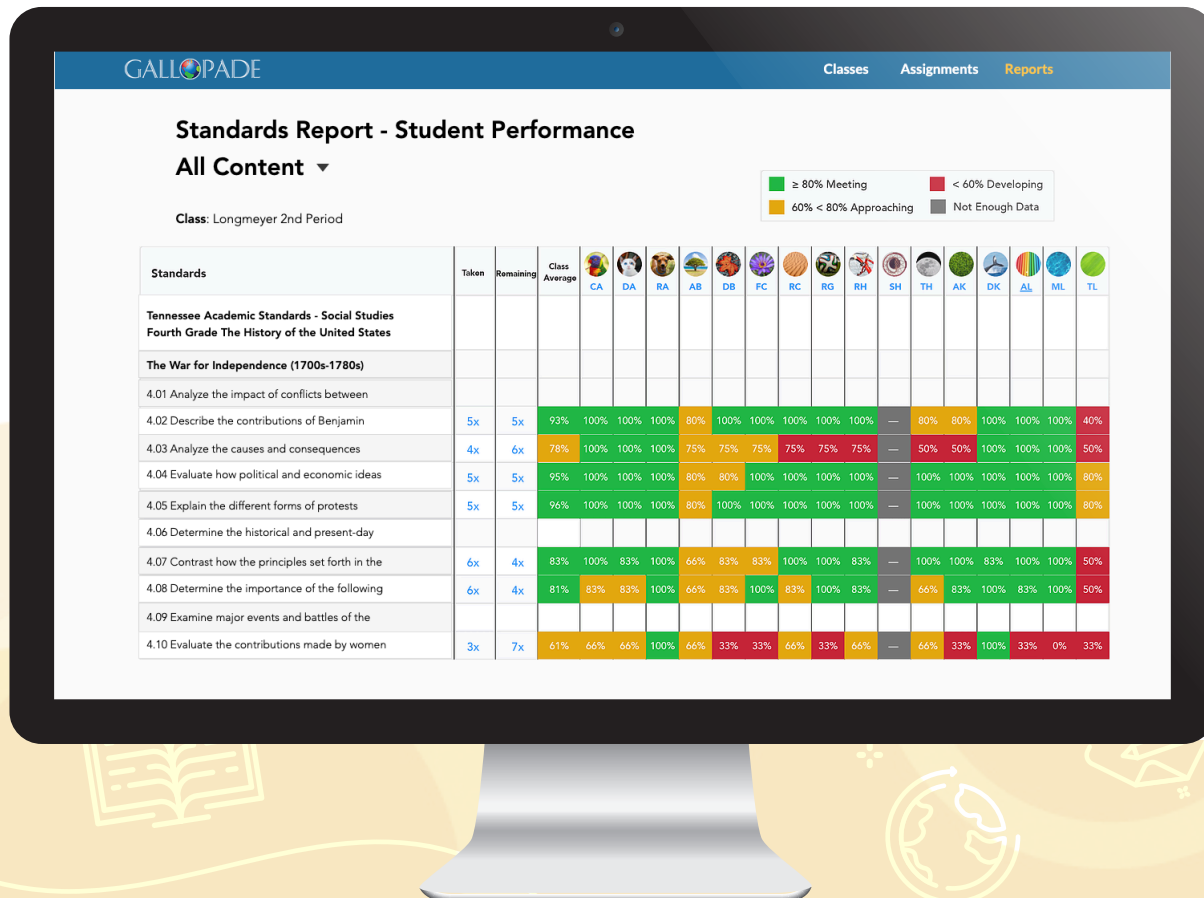 GALLOPADE
Classes Assignments Reports
Standards Report - Student Performance
All Content
≥ 80% Meeting < 60% Developing
60% < 80% Approaching Not Enough Data
Class: Longmeyer 2nd Period
Standards Taken Remaining Class Average CA DA RA AB DB FC RC RG RH SH TH AK DK AL ML TL
Tennessee Academic Standards - Social Studies
Fourth Grade The History of the United States
The War for Independence (1700s-1780s)
4.01 Analyze the impact of conflicts between
4.02 Describe the contributions of Benjamin 5x 5x 93% 100% 100% 100% 80% 100% 100% 100% 100% 100% — 80% 80% 100% 100% 100% 40%
4.03 Analyze the causes and consequences 4x 6x 78% 100% 100% 100% 75% 75% 75% 75% 75% 75% — 50% 50% 100% 100% 100% 50%
4.04 Evaluate how political and economic ideas 5x 5x 95% 100% 100% 100% 80% 80% 100% 100% 100% 100% — 100% 100% 100% 100% 100% 80%
4.05 Explain the different forms of protests 5x 5x 96% 100% 100% 100% 80% 100% 100% 100% 100% 100% — 100% 100% 100% 100% 100% 80%
4.06 Determine the historical and present-day
4.07 Contrast how the principles set forth in the 6x 4x 83% 100% 83% 100% 66% 83% 83% 100% 100% 83% — 100% 100% 83% 100% 100% 50%
4.08 Determine the importance of the following 6x 4x 81% 83% 83% 100% 66% 83% 100% 83% 100% 83% — 66% 83% 100% 83% 100% 50%
4.09 Examine major events and battles of the
4.10 Evaluate the contributions made by women 3x 7x 61% 66% 66% 100% 66% 33% 33% 66% 33% 66% — 66% 33% 100% 33% 0% 33%